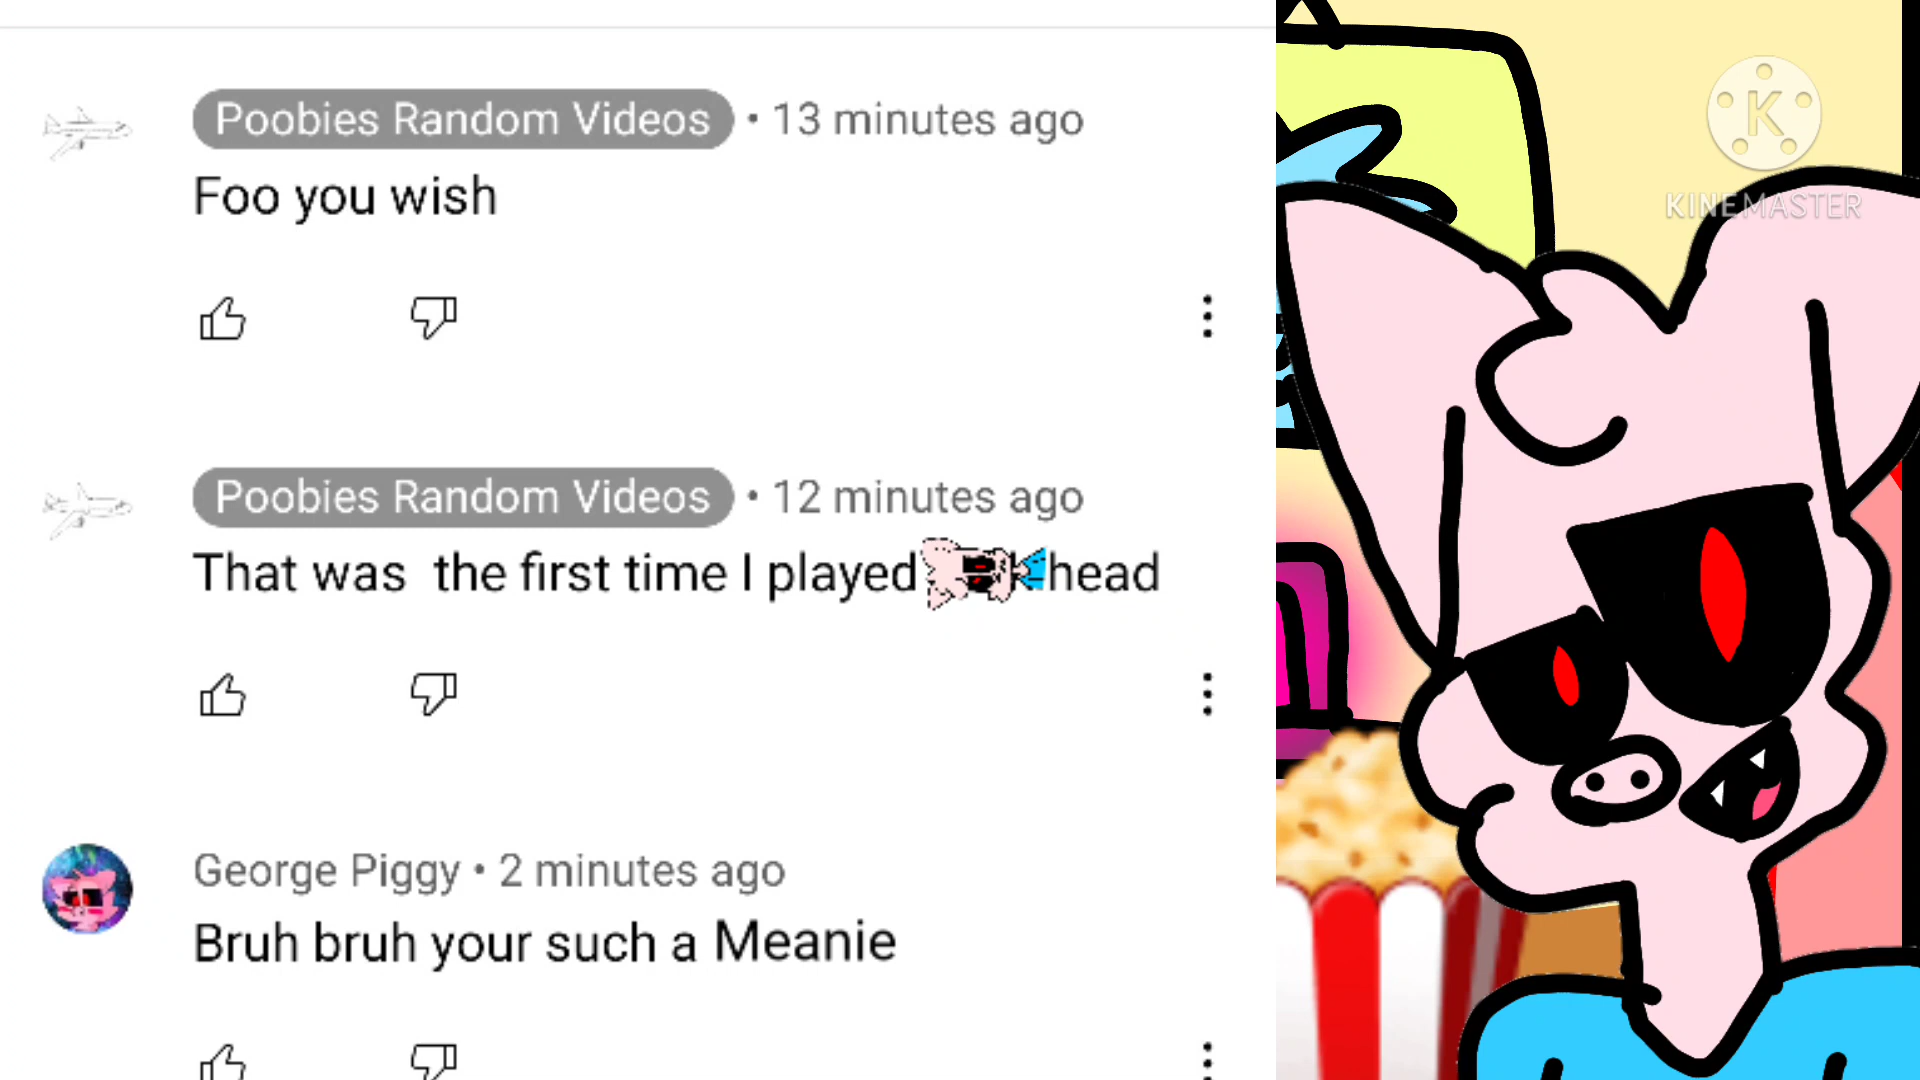 Poobies Random Videos • 13 minutes ago
Foo you wish
Poobies Random Videos • 12 minutes ago
That was the first time I played head
George Piggy • 2 minutes ago
Bruh bruh your such a Meanie
K
KINEMASTER